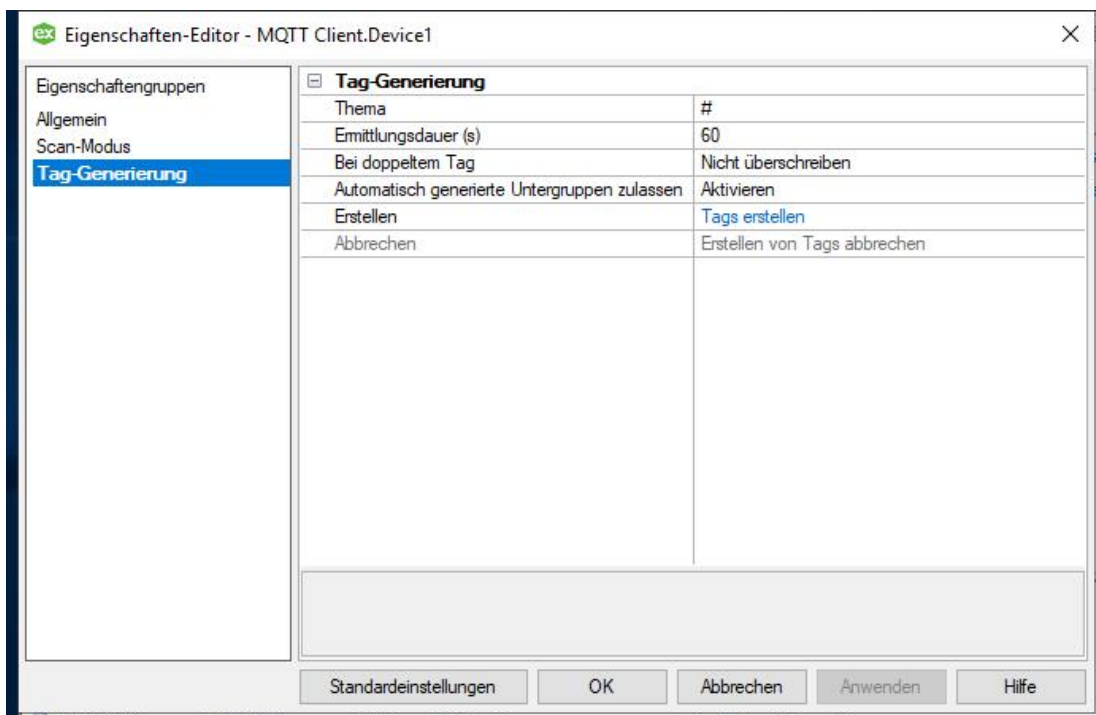 ex Eigenschaften-Editor - MQTT Client.Device1
Eigenschaftengruppen
Allgemein
Scan-Modus
Tag-Generierung
Tag-Generierung
Thema #
Ermittlungsdauer (s) 60
Bei doppeltem Tag Nicht überschreiben
Automatisch generierte Untergruppen zulassen Aktivieren
Erstellen Tags erstellen
Abbrechen Erstellen von Tags abbrechen
Standardeinstellungen OK Abbrechen Anwenden Hilfe